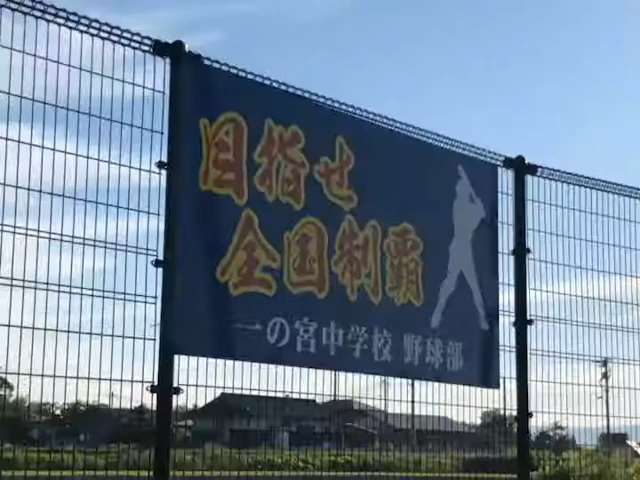 目指せ
全国制覇
一の宮中学校 野球部